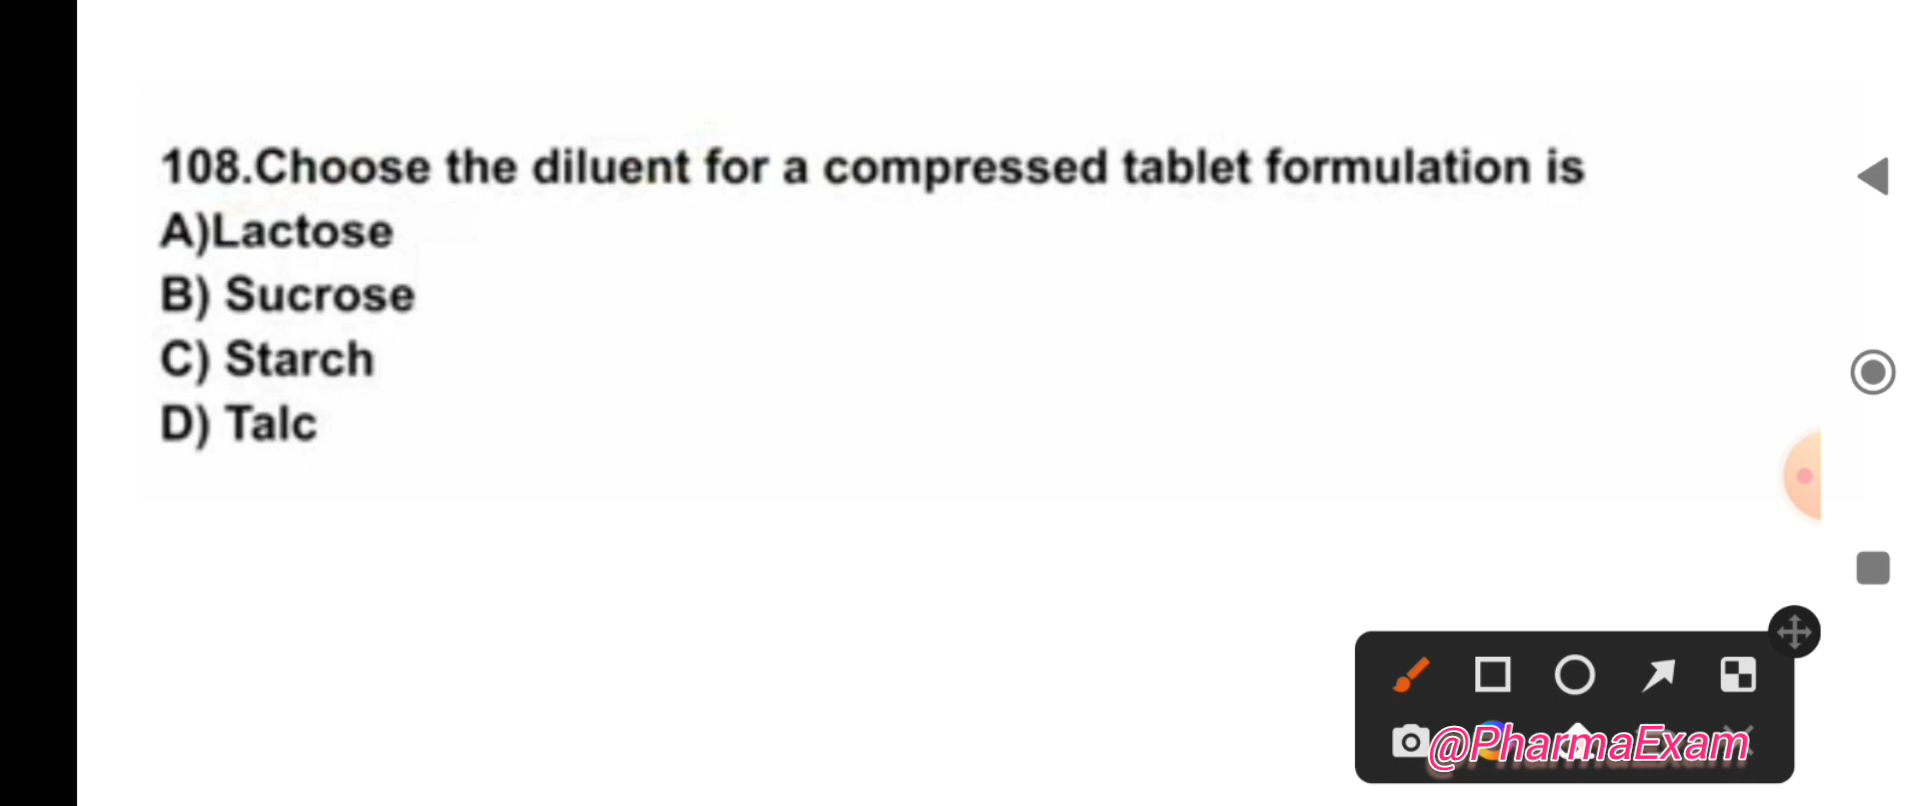 108.Choose the diluent for a compressed tablet formulation is
A)Lactose
B) Sucrose
C) Starch
D) Talc
@PharmaExam